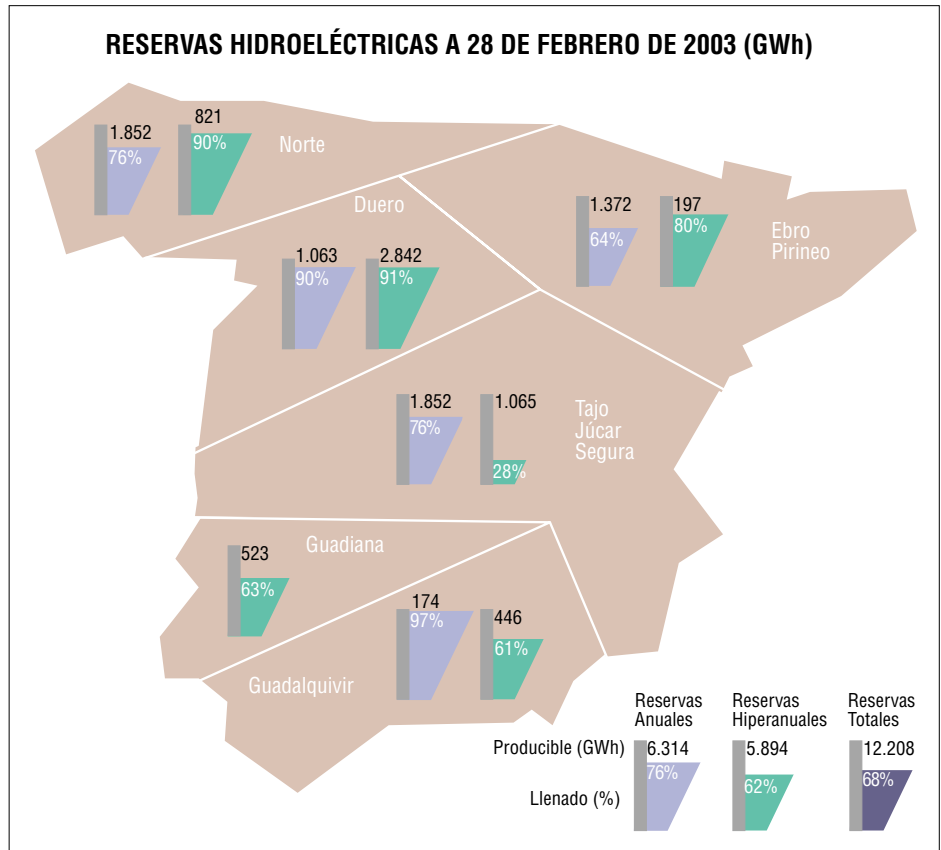 RESERVAS HIDROELÉCTRICAS A 28 DE FEBRERO DE 2003 (GWh)
1.852
76%
821
90%
Norte
Duero
1.063
90%
2.842
91%
1.372
64%
197
80%
Ebro
Pirineo
1.852
76%
1.065
28%
Tajo
Júcar
Segura
Guadiana
523
63%
174
97%
446
61%
Guadalquivir
Reservas
Anuales
Reservas
Hiperanuales
Reservas
Totales
Producible (GWh)
6.314
5.894
12.208
Llenado (%)
76%
62%
68%